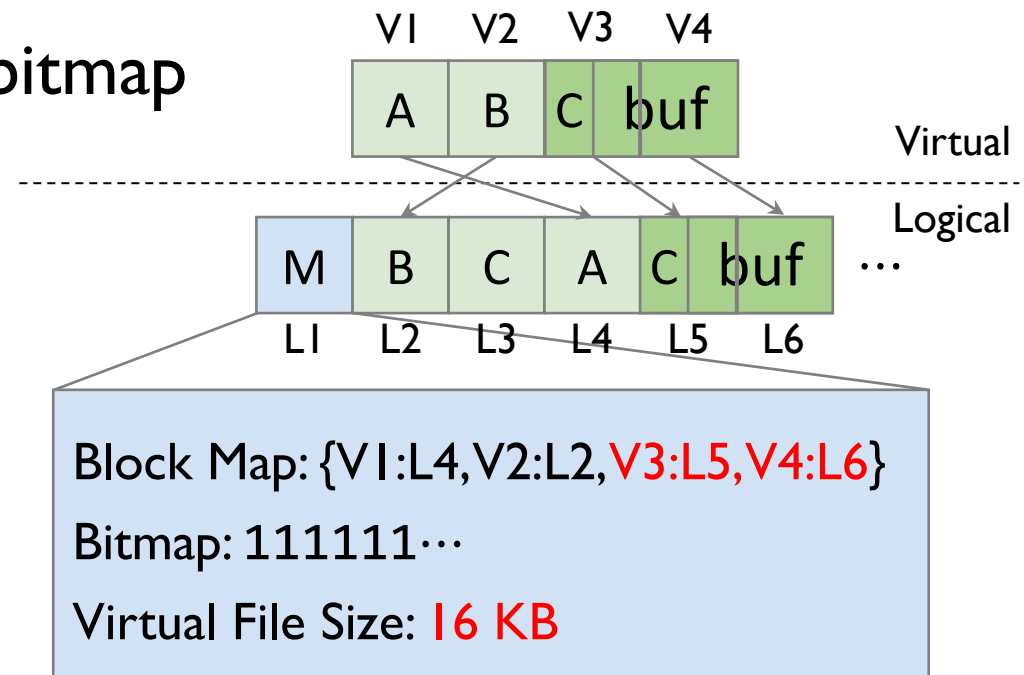 bitmap
V1 V2 V3 V4
A B C buf
Virtual
Logical
M B C A C buf …
L1 L2 L3 L4 L5 L6
Block Map: {V1:L4,V2:L2,V3:L5,V4:L6}
Bitmap: 111111…
Virtual File Size: 16 KB